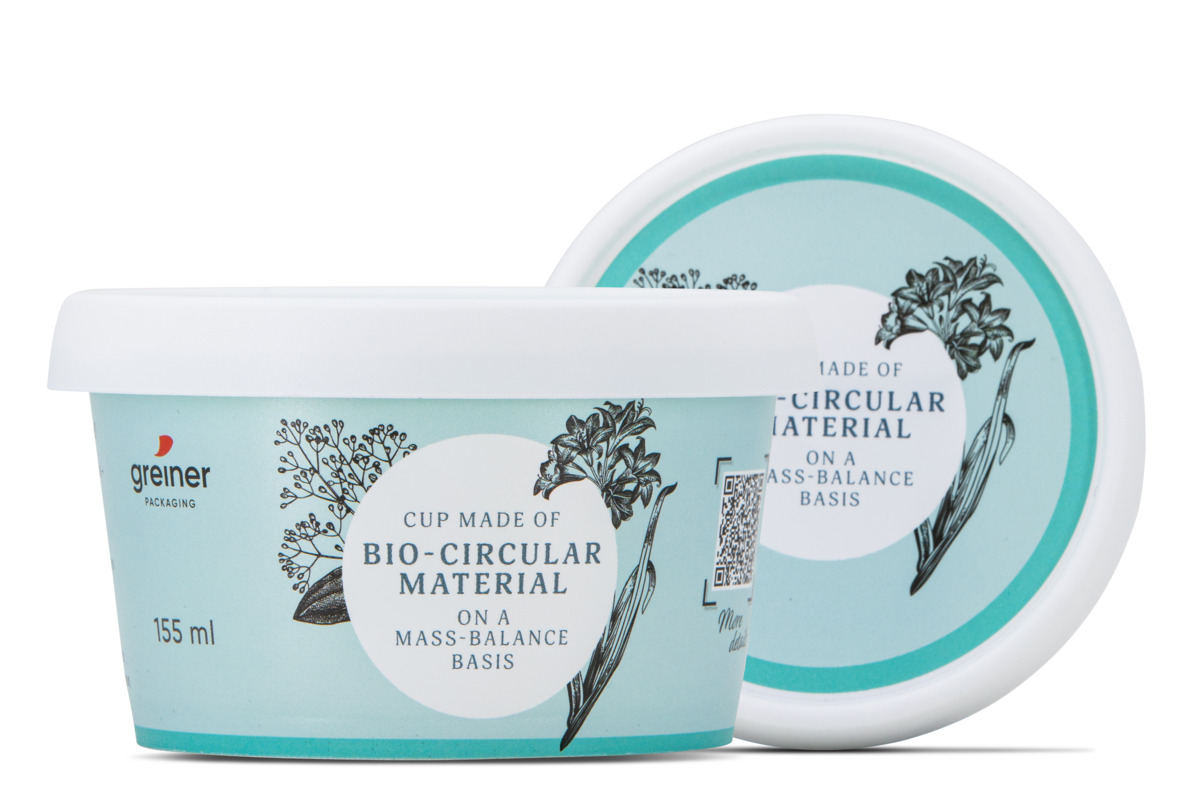 greiner
PACKAGING
155 ml
CUP MADE OF
BIO-CIRCULAR
MATERIAL
ON A
MASS-BALANCE
BASIS
More
MADE OF
-CIRCULAR
MATERIAL
ON A
ASS-BALANCE
BASIS